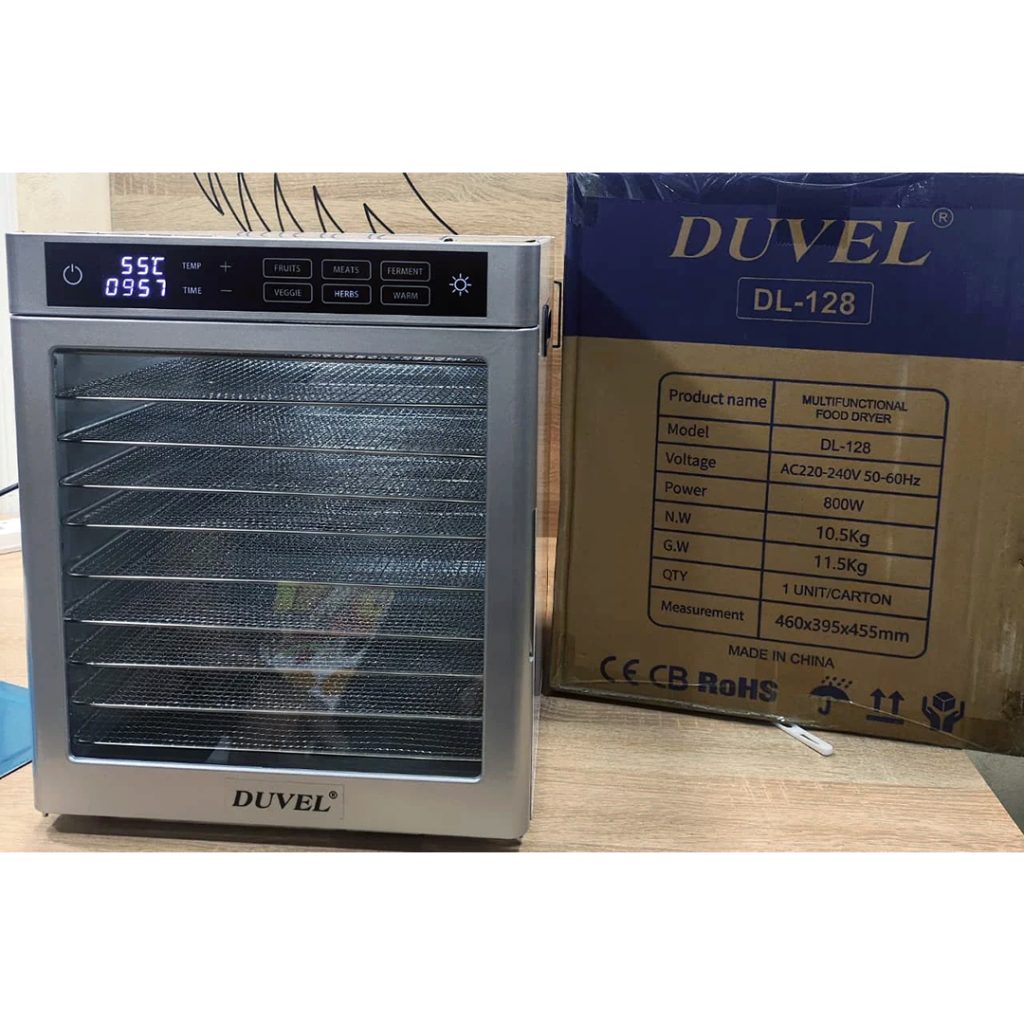 55C TEMP + FRUITS MEATS FERMENT
0957 TIME − VEGGIE HERBS WARM
DUVEL®
DUVEL®
DL-128
Product name MULTIFUNCTIONAL FOOD DRYER
Model DL-128
Voltage AC220-240V 50-60Hz
Power 800W
N.W 10.5Kg
G.W 11.5Kg
QTY 1 UNIT/CARTON
Measurement 460x395x455mm
MADE IN CHINA
CE CB RoHS